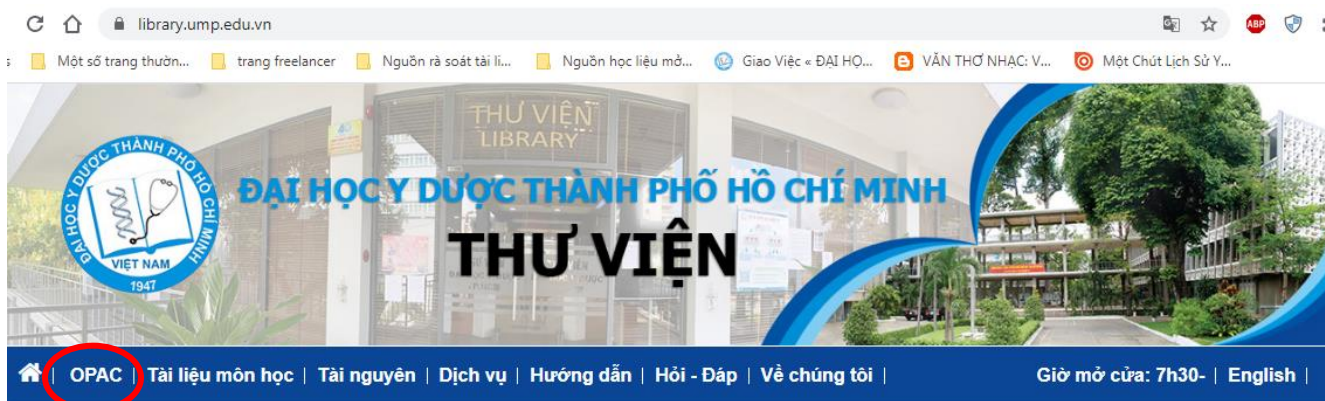 library.ump.edu.vn
ABP
s Một số trang thườn... trang freelancer Nguồn rà soát tài li... Nguồn học liệu mở... Giao Việc « ĐẠI HỌ... VĂN THƠ NHẠC: V... Một Chút Lịch Sử Y...
THƯ VIỆN
LIBRARY
ĐẠI HỌC Y DƯỢC THÀNH PHỐ HỒ CHÍ MINH
VIỆT NAM
1947
ĐẠI HỌC Y DƯỢC THÀNH PHỐ HỒ CHÍ MINH
THƯ VIỆN
OPAC | Tài liệu môn học | Tài nguyên | Dịch vụ | Hướng dẫn | Hỏi - Đáp | Về chúng tôi | Giờ mở cửa: 7h30- | English |